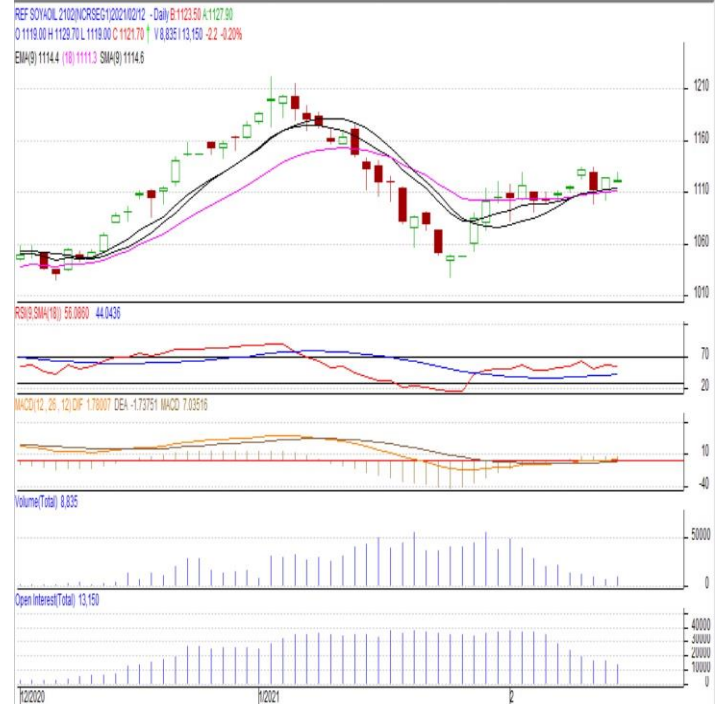 REF SOYAOIL 2102(NCRSEG1)2021/02/12 - Daily B:1123.50 A:1127.90
O 1119.00 H 1129.70 L 1119.00 C 1121.70 ↑ V 8,835 I 13,150 -2.2 -0.20%
EMA(9) 1114.4 (18) 1111.3 SMA(9) 1114.6
1210
1160
1110
1060
1010
RSI(9,SMA(18)) 56.0860 44.0436
70
20
MACD(12, 26, 12) DIF 1.78007 DEA -1.73751 MACD 7.03516
10
-40
Volume(Total) 8,835
50000
0
Open Interest(Total) 13,150
40000
30000
20000
10000
0
12/2020 1/2021 2